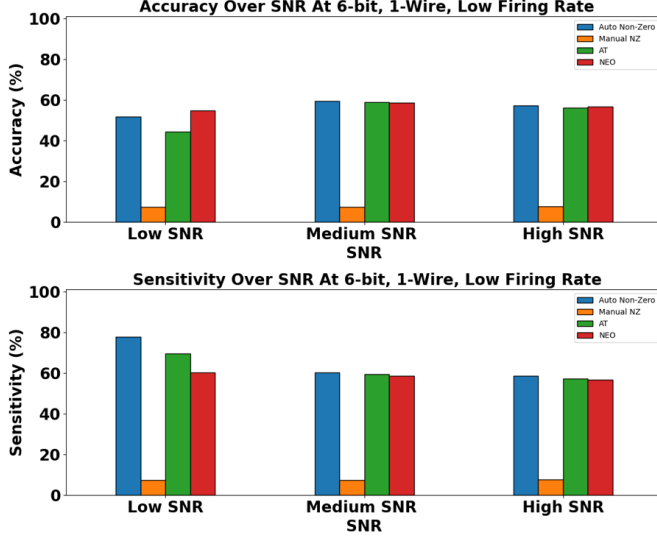 Accuracy Over SNR At 6-bit, 1-Wire, Low Firing Rate
100
80
60
40
20
0
Accuracy (%)
Auto Non-Zero
Manual NZ
AT
NEO
Low SNR Medium SNR High SNR
SNR
Sensitivity Over SNR At 6-bit, 1-Wire, Low Firing Rate
100
80
60
40
20
0
Sensitivity (%)
Auto Non-Zero
Manual NZ
AT
NEO
Low SNR Medium SNR High SNR
SNR